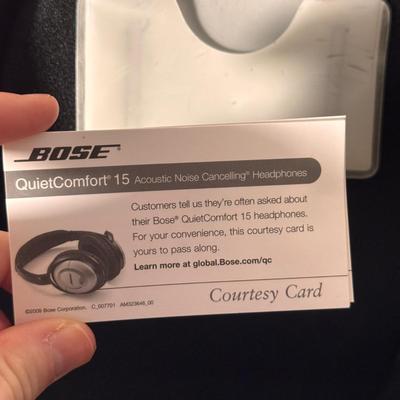 BOSE
QuietComfort® 15 Acoustic Noise Cancelling® Headphones
Customers tell us they're often asked about
their Bose® QuietComfort 15 headphones.
For your convenience, this courtesy card is
yours to pass along.
Learn more at global.Bose.com/qc
©2009 Bose Corporation. C_007701 AM323646_00
Courtesy Card